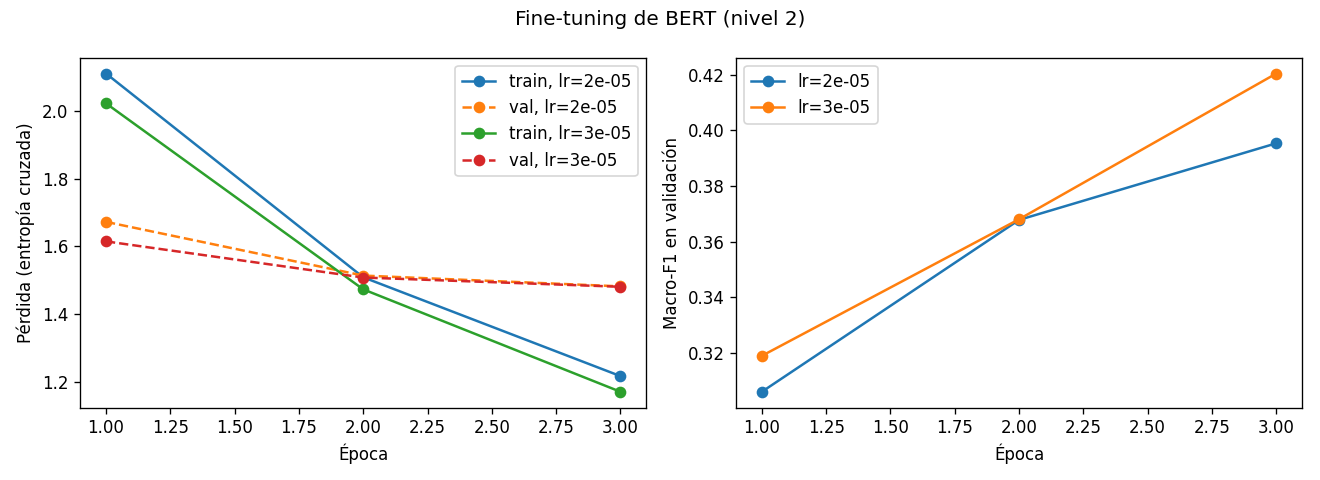 Fine-tuning de BERT (nivel 2)
Pérdida (entropía cruzada)
2.0
1.8
1.6
1.4
1.2
train, lr=2e-05
val, lr=2e-05
train, lr=3e-05
val, lr=3e-05
1.00 1.25 1.50 1.75 2.00 2.25 2.50 2.75 3.00
Época
Macro-F1 en validación
0.42
0.40
0.38
0.36
0.34
0.32
lr=2e-05
lr=3e-05
1.00 1.25 1.50 1.75 2.00 2.25 2.50 2.75 3.00
Época